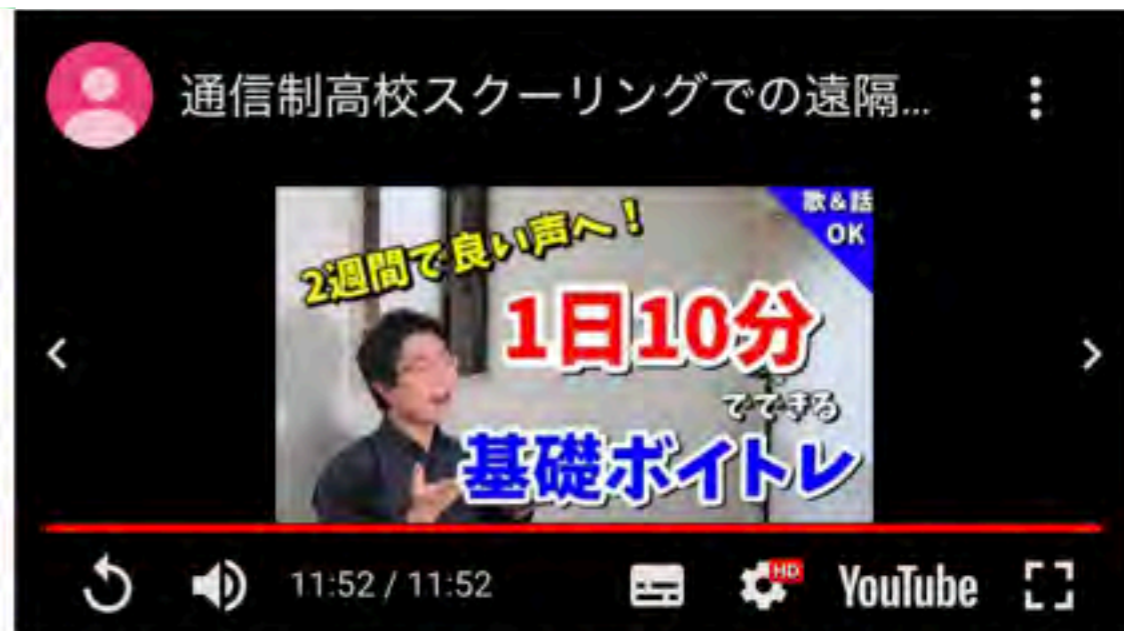 通信制高校スクーリングでの遠隔...
2週間で良い声へ！
歌&話
OK
1日10分
でできる
基礎ボイトレ
11:52 / 11:52
HD
YouTube